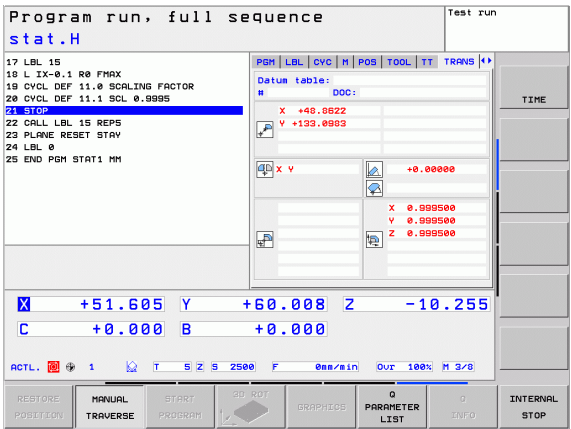 Program run, full sequence
Test run
stat.H
17 LBL 15
18 L IX-0.1 R0 FMAX
19 CYCL DEF 11.0 SCALING FACTOR
20 CYCL DEF 11.1 SCL 0.9995
21 STOP
22 CALL LBL 15 REPS
23 PLANE RESET STAY
24 LBL 0
25 END PGM STAT1 MM
PGM LBL CYC M POS TOOL TT TRANS
Datum table:
# DOC:
X +48.8622
Y +133.0983
X Y
+0.00000
X 0.999500
Y 0.999500
Z 0.999500
TIME
X +51.605 Y +60.008 Z -10.255
C +0.000 B +0.000
ACTL. 1 T 5 Z S 2500 F 0mm/min Ovr 100% M 3/8
RESTORE POSITION
MANUAL TRAVERSE
START PROGRAM
3D ROT
GRAPHICS
Q PARAMETER LIST
Q INFO
INTERNAL STOP